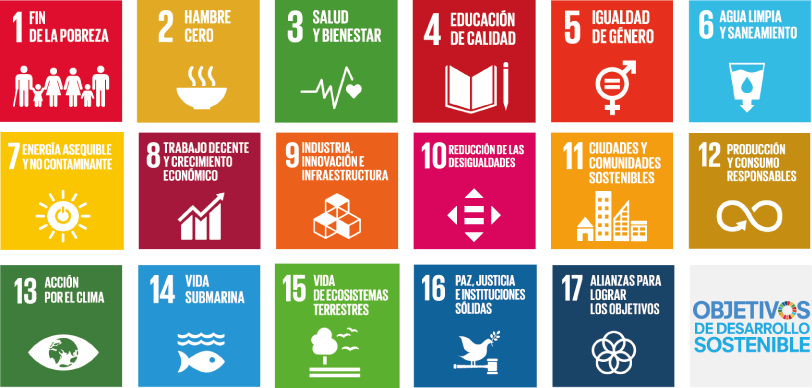 1 FIN
DE LA POBREZA
2 HAMBRE
CERO
3 SALUD
Y BIENESTAR
4 EDUCACIÓN
DE CALIDAD
5 IGUALDAD
DE GÉNERO
6 AGUA LIMPIA
Y SANEAMIENTO
7 ENERGÍA ASEQUIBLE
Y NO CONTAMINANTE
8 TRABAJO DECENTE
Y CRECIMIENTO
ECONÓMICO
9 INDUSTRIA,
INNOVACIÓN E
INFRAESTRUCTURA
10 REDUCCIÓN DE LAS
DESIGUALDADES
11 CIUDADES Y
COMUNIDADES
SOSTENIBLES
12 PRODUCCIÓN
Y CONSUMO
RESPONSABLES
13 ACCIÓN
POR EL CLIMA
14 VIDA
SUBMARINA
15 VIDA
DE ECOSISTEMAS
TERRESTRES
16 PAZ, JUSTICIA
E INSTITUCIONES
SÓLIDAS
17 ALIANZAS PARA
LOGRAR
LOS OBJETIVOS
OBJETIVOS
DE DESARROLLO
SOSTENIBLE